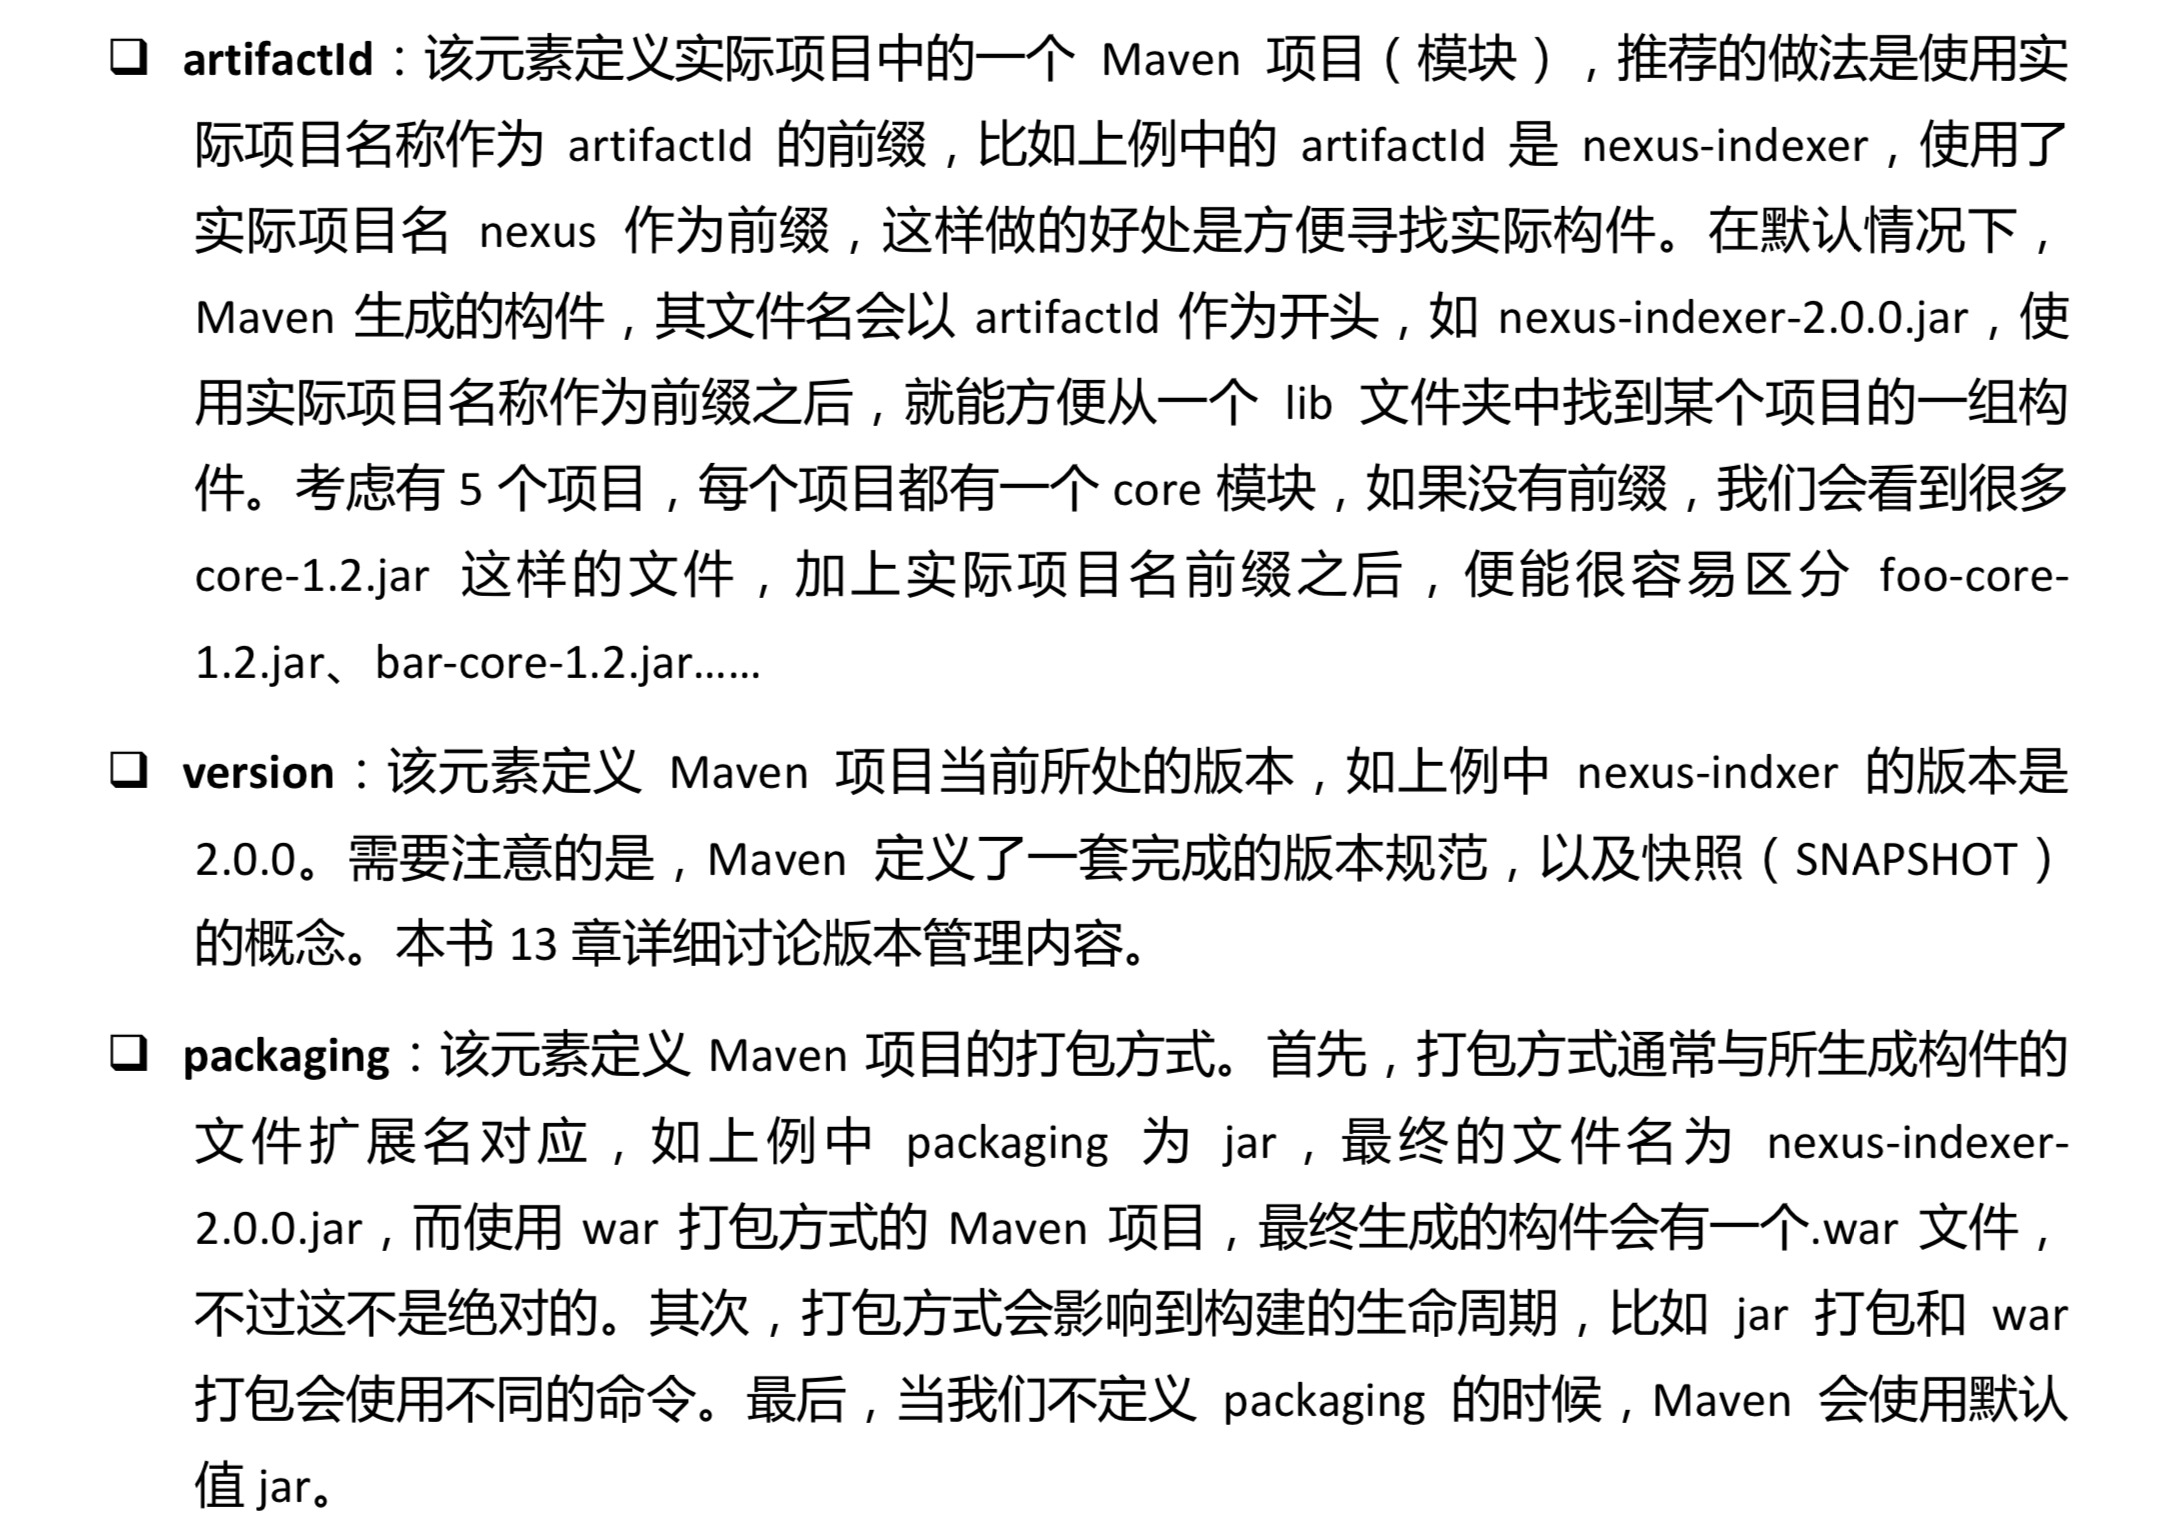 ❑ artifactId：该元素定义实际项目中的一个 Maven 项目（模块），推荐的做法是使用实
际项目名称作为 artifactId 的前缀，比如上例中的 artifactId 是 nexus-indexer，使用了
实际项目名 nexus 作为前缀，这样做的好处是方便寻找实际构件。在默认情况下，
Maven 生成的构件，其文件名会以 artifactId 作为开头，如 nexus-indexer-2.0.0.jar，使
用实际项目名称作为前缀之后，就能方便从一个 lib 文件夹中找到某个项目的一组构
件。考虑有 5 个项目，每个项目都有一个 core 模块，如果没有前缀，我们会看到很多
core-1.2.jar 这样的文件，加上实际项目名前缀之后，便能很容易区分 foo-core-
1.2.jar、bar-core-1.2.jar……
❑ version：该元素定义 Maven 项目当前所处的版本，如上例中 nexus-indxer 的版本是
2.0.0。需要注意的是，Maven 定义了一套完成的版本规范，以及快照（SNAPSHOT）
的概念。本书 13 章详细讨论版本管理内容。
❑ packaging：该元素定义 Maven 项目的打包方式。首先，打包方式通常与所生成构件的
文件扩展名对应，如上例中 packaging 为 jar，最终的文件名为 nexus-indexer-
2.0.0.jar，而使用 war 打包方式的 Maven 项目，最终生成的构件会有一个.war 文件，
不过这不是绝对的。其次，打包方式会影响到构建的生命周期，比如 jar 打包和 war
打包会使用不同的命令。最后，当我们不定义 packaging 的时候，Maven 会使用默认
值 jar。